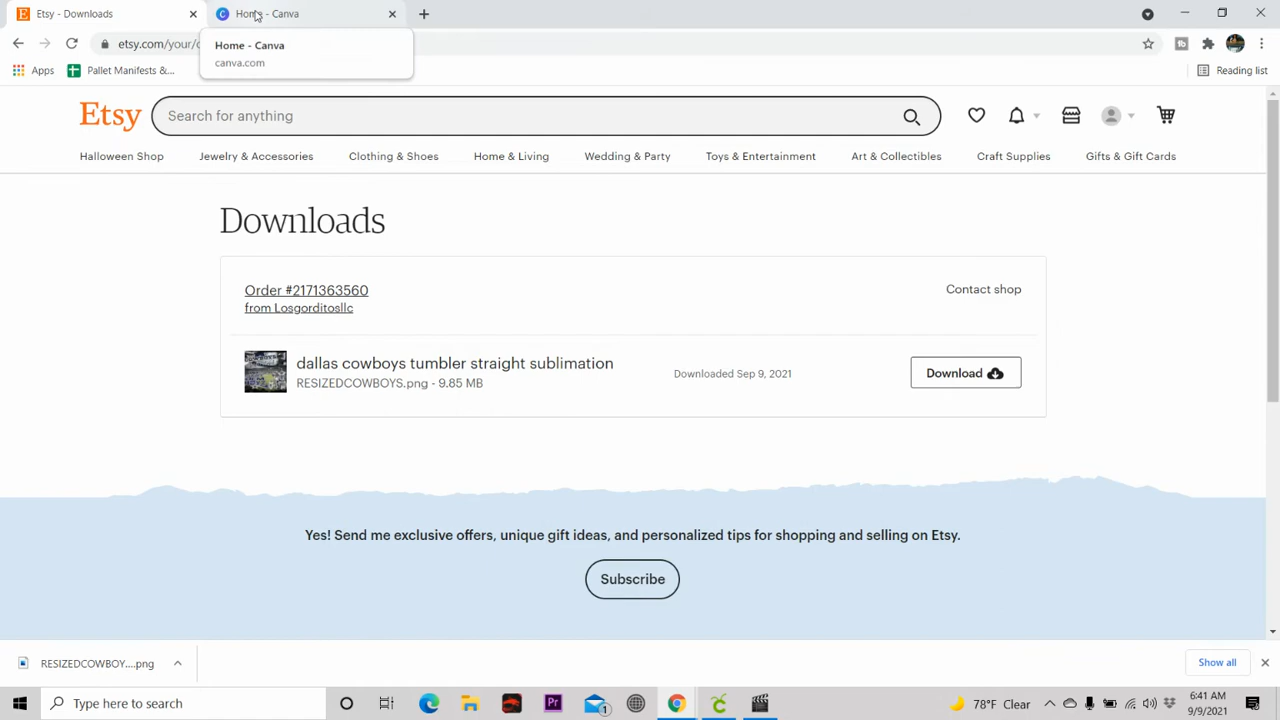 Etsy - Downloads
Home - Canva
etsy.com/your/
Home - Canva
canva.com
Apps
Pallet Manifests &...
Reading list
Etsy
Search for anything
Halloween Shop
Jewelry & Accessories
Clothing & Shoes
Home & Living
Wedding & Party
Toys & Entertainment
Art & Collectibles
Craft Supplies
Gifts & Gift Cards
Downloads
Order #2171363560
from Losgorditosllc
Contact shop
dallas cowboys tumbler straight sublimation
RESIZEDCOWBOYS.png - 9.85 MB
Downloaded Sep 9, 2021
Download
Yes! Send me exclusive offers, unique gift ideas, and personalized tips for shopping and selling on Etsy.
Subscribe
RESIZEDCOWBOY....png
Show all
Type here to search
Pr
1
78°F Clear
6:41 AM
9/9/2021